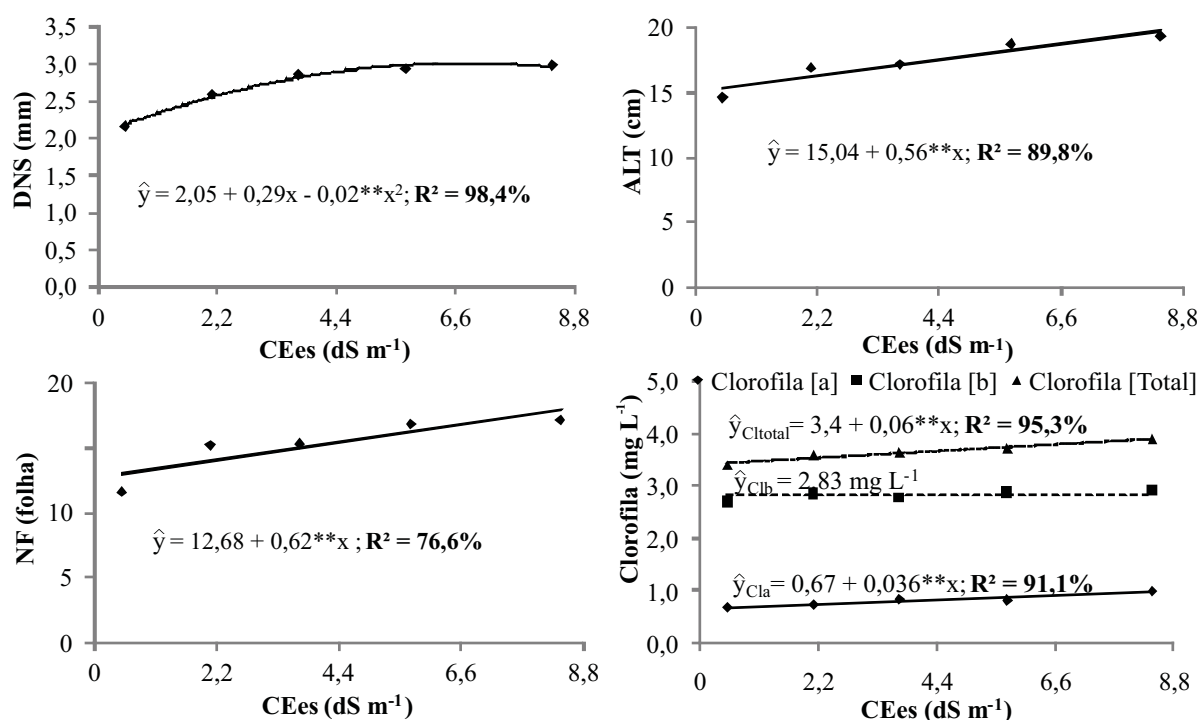 3,5
3,0
2,5
2,0
1,5
1,0
0,5
0,0
DNS (mm)
ŷ = 2,05 + 0,29x - 0,02**x²; R² = 98,4%
0 2,2 4,4 6,6 8,8
CEes (dS m⁻¹)
20
15
10
5
0
ALT (cm)
ŷ = 15,04 + 0,56**x; R² = 89,8%
0 2,2 4,4 6,6 8,8
CEes (dS m⁻¹)
20
15
10
5
0
NF (folha)
ŷ = 12,68 + 0,62**x ; R² = 76,6%
0 2,2 4,4 6,6 8,8
CEes (dS m⁻¹)
Clorofila [a] Clorofila [b] Clorofila [Total]
5,0
4,0
3,0
2,0
1,0
0,0
Clorofila (mg L⁻¹)
ŷCltotal= 3,4 + 0,06**x; R² = 95,3%
ŷClb = 2,83 mg L⁻¹
ŷCla= 0,67 + 0,036**x; R² = 91,1%
0 2,2 4,4 6,6 8,8
CEes (dS m⁻¹)